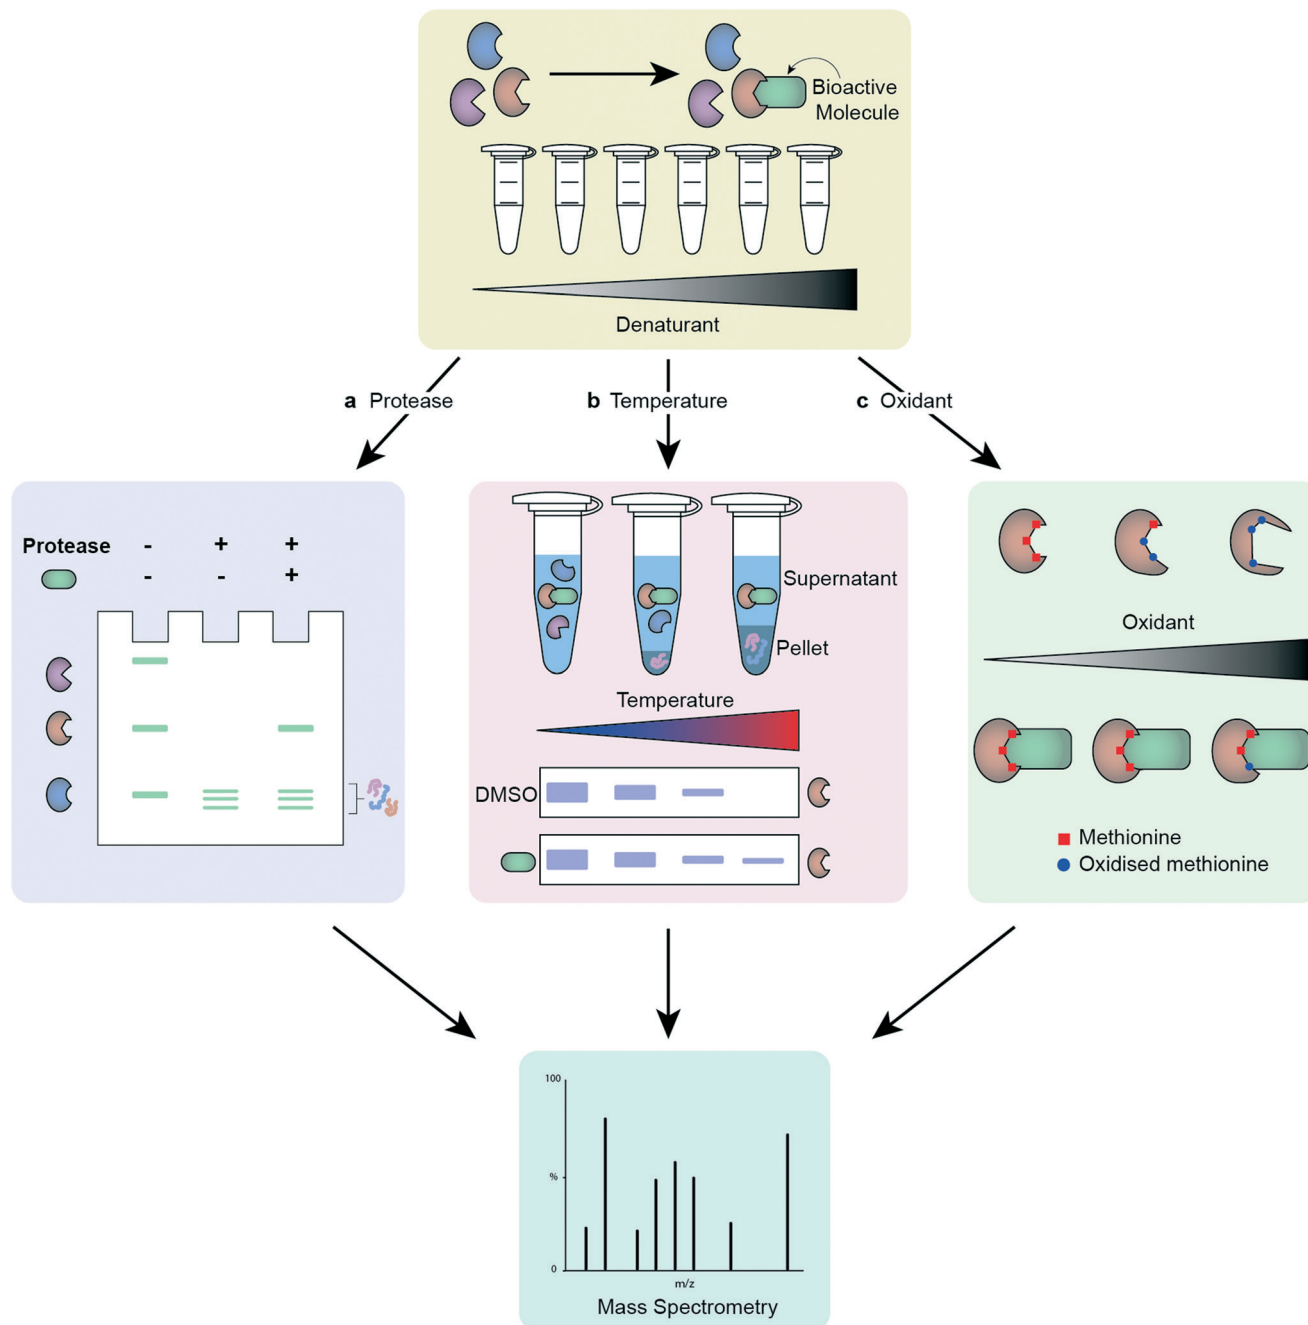 Bioactive
Molecule
Denaturant
a Protease
b Temperature
c Oxidant
Protease - + +
- - +
Supernatant
Pellet
Temperature
DMSO
Oxidant
Methionine
Oxidised methionine
100
%
0
m/z
Mass Spectrometry